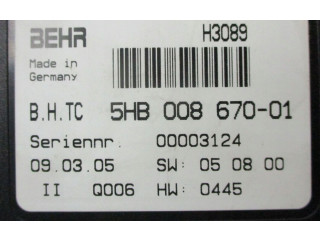 BEHR H3089
Made in
Germany
B.H.TC 5HB 008 670-01
Seriennr. 00003124
09.03.05 SW: 05 08 00
II Q006 HW: 0445